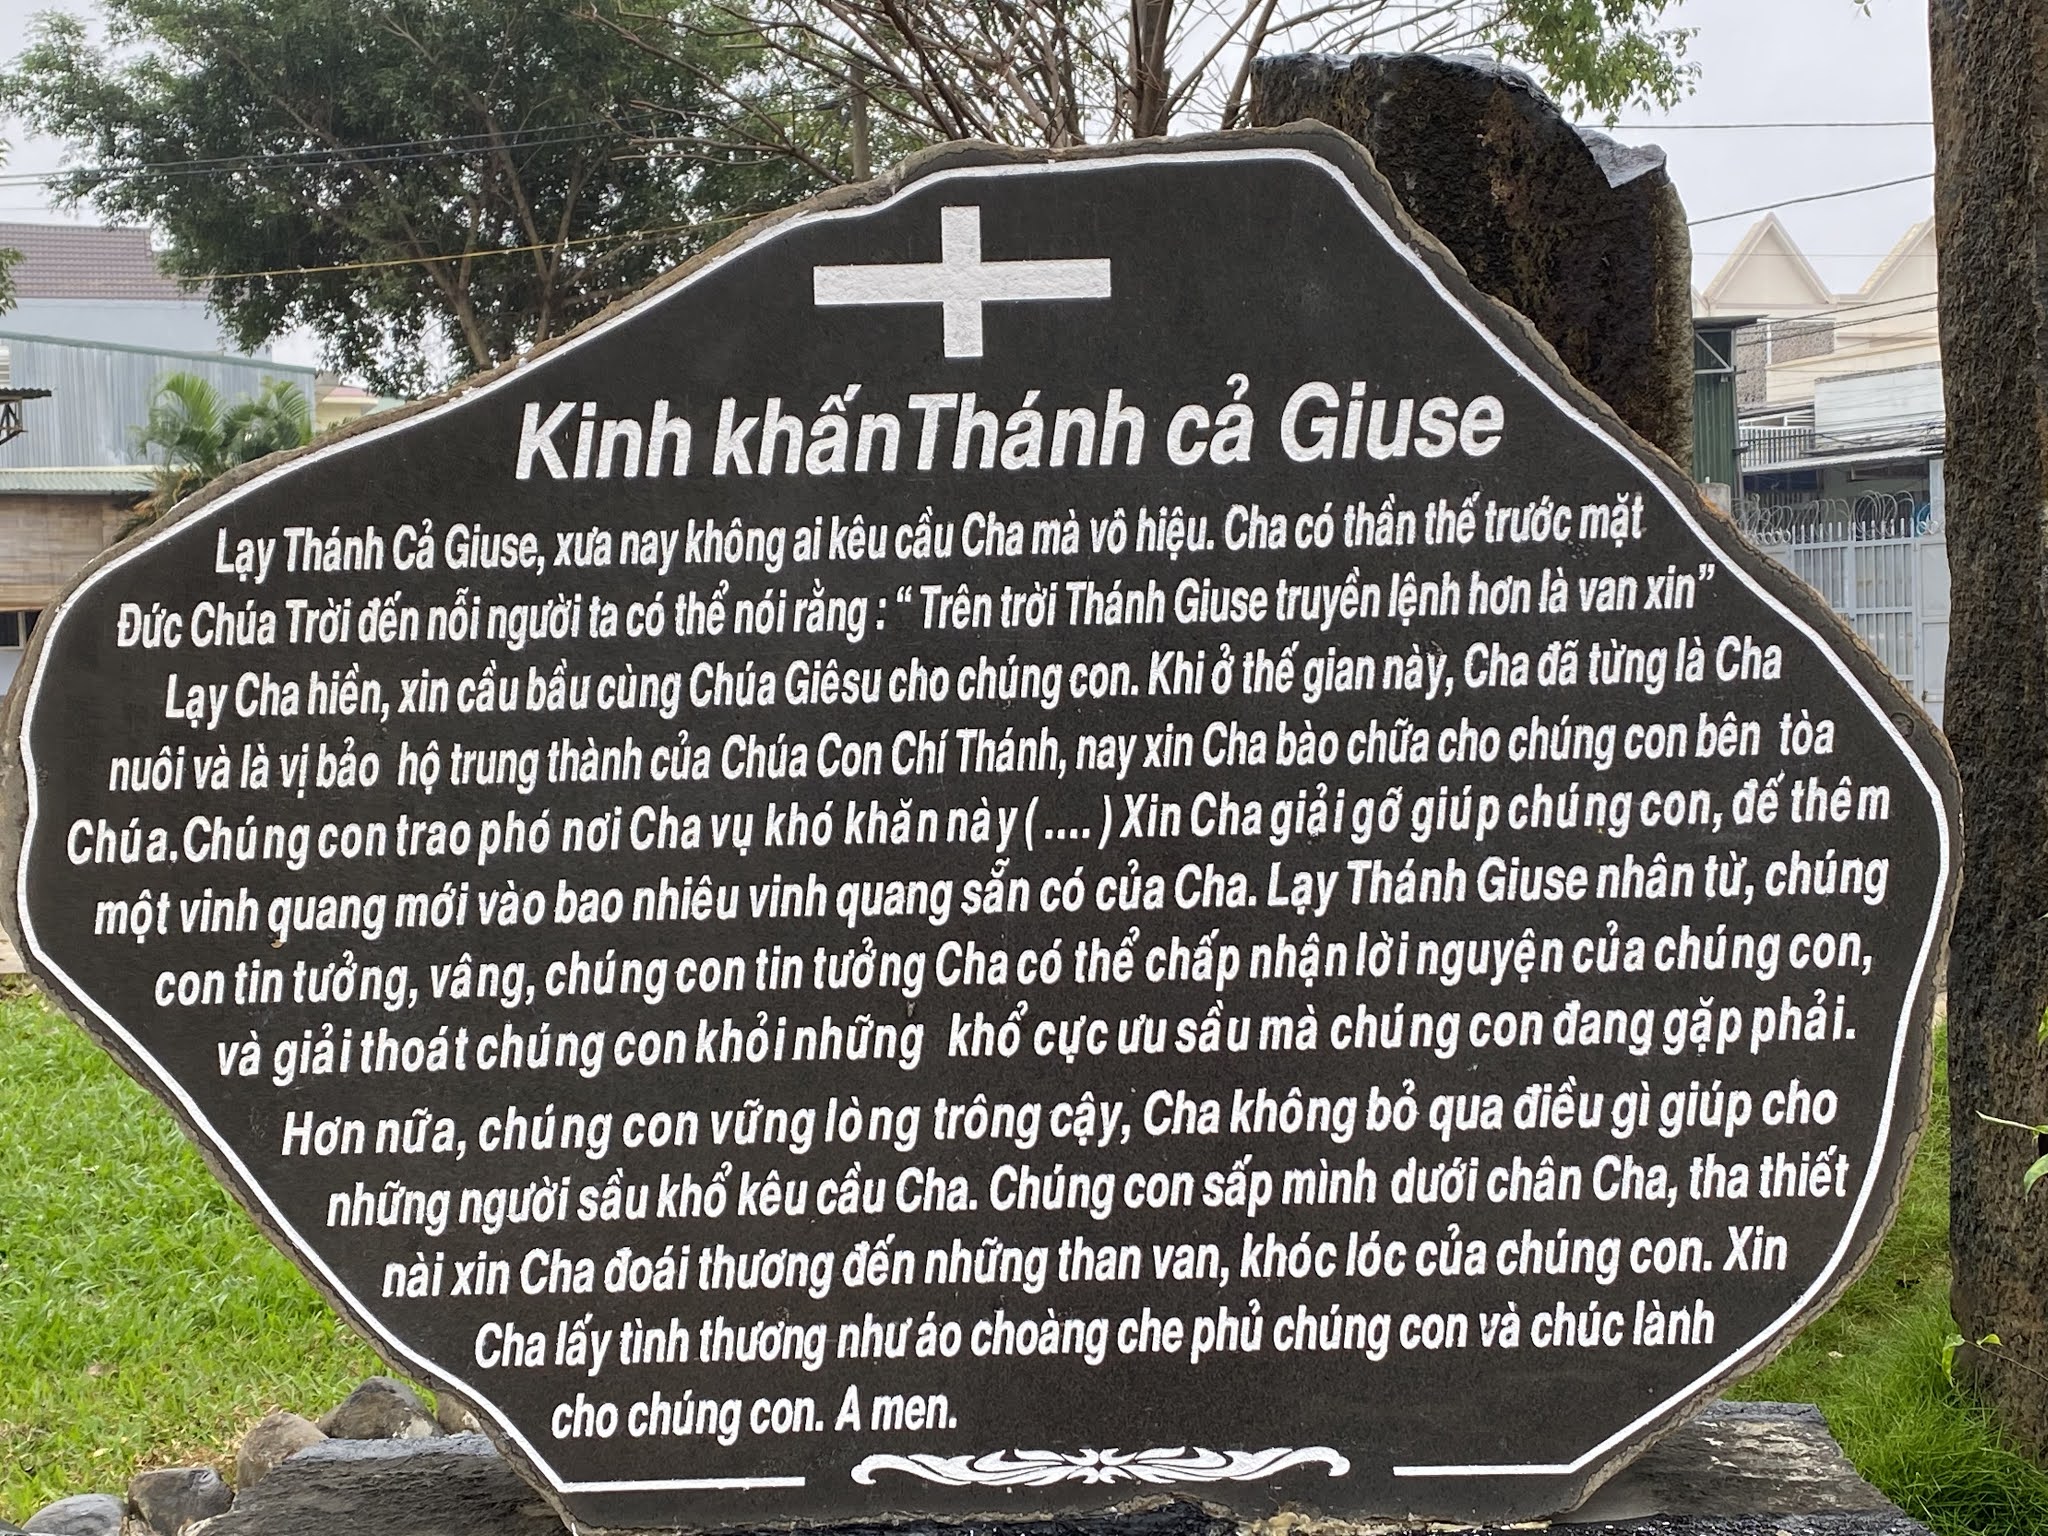 Kinh khấn Thánh cả Giuse
Lạy Thánh Cả Giuse, xưa nay không ai kêu cầu Cha mà vô hiệu. Cha có thần thế trước mặt
Đức Chúa Trời đến nỗi người ta có thể nói rằng : “ Trên trời Thánh Giuse truyền lệnh hơn là van xin”
Lạy Cha hiền, xin cầu bầu cùng Chúa Giêsu cho chúng con. Khi ở thế gian này, Cha đã từng là Cha
nuôi và là vị bảo hộ trung thành của Chúa Con Chí Thánh, nay xin Cha bào chữa cho chúng con bên tòa
Chúa. Chúng con trao phó nơi Cha vụ khó khăn này ( .... ) Xin Cha giải gỡ giúp chúng con, đế thêm
một vinh quang mới vào bao nhiêu vinh quang sẵn có của Cha. Lạy Thánh Giuse nhân từ, chúng
con tin tưởng, vâng, chúng con tin tưởng Cha có thể chấp nhận lời nguyện của chúng con,
và giải thoát chúng con khỏi những khổ cực ưu sầu mà chúng con đang gặp phải.
Hơn nữa, chúng con vững lòng trông cậy, Cha không bỏ qua điều gì giúp cho
những người sầu khổ kêu cầu Cha. Chúng con sấp mình dưới chân Cha, tha thiết
nài xin Cha đoái thương đến những than van, khóc lóc của chúng con. Xin
Cha lấy tình thương như áo choàng che phủ chúng con và chúc lành
cho chúng con. A men.